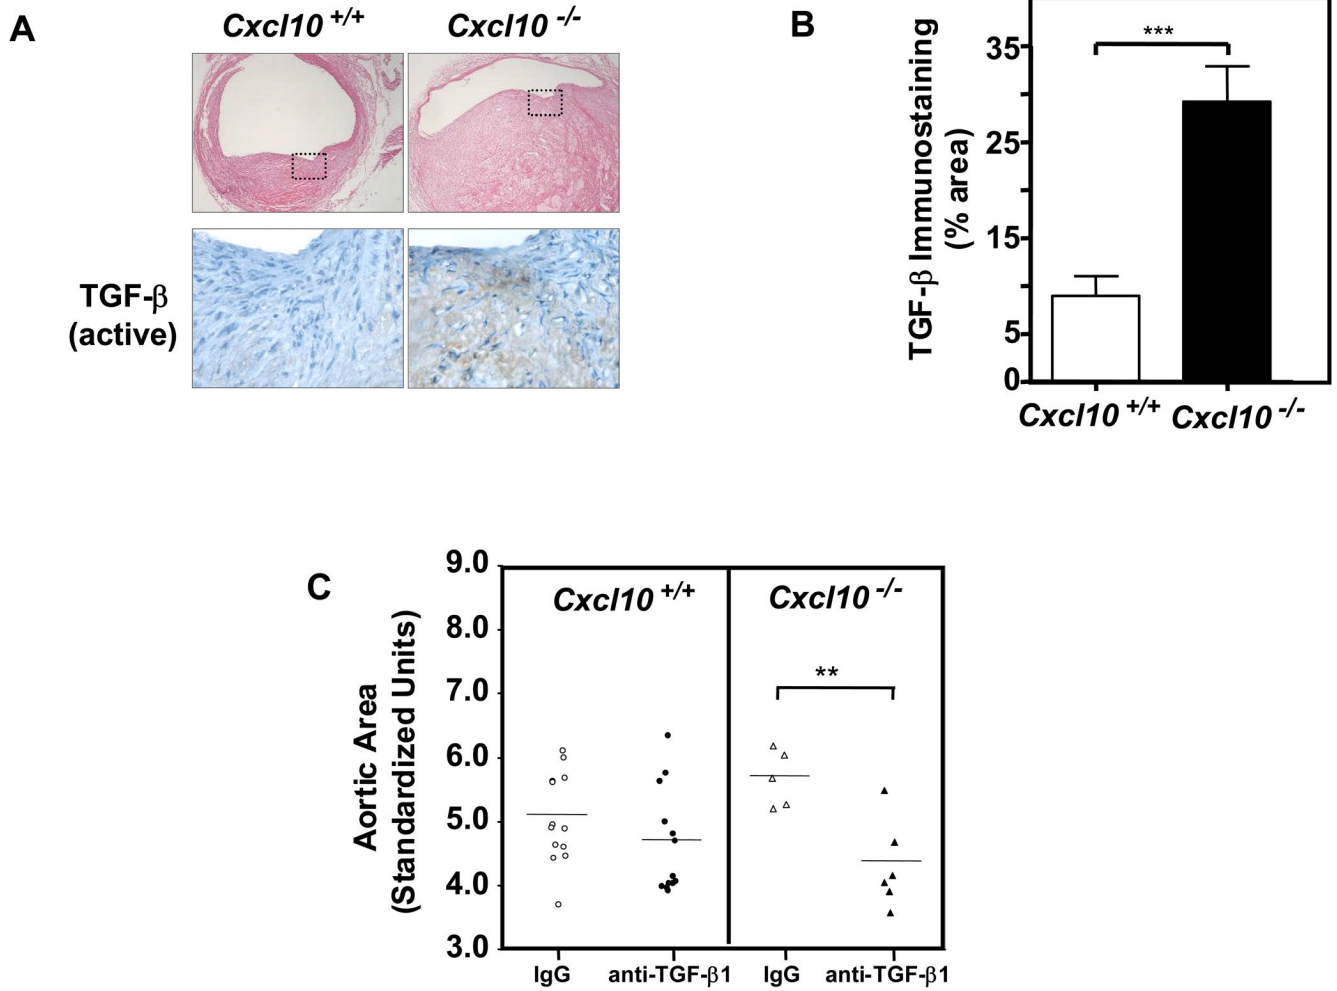 A
Cxcl10 +/+
Cxcl10 -/-
TGF-β
(active)
B
TGF-β Immunostaining
(% area)
35
25
15
5
0
***
Cxcl10 +/+
Cxcl10 -/-
C
Aortic Area
(Standardized Units)
9.0
8.0
7.0
6.0
5.0
4.0
3.0
Cxcl10 +/+
Cxcl10 -/-
**
IgG
anti-TGF-β1
IgG
anti-TGF-β1